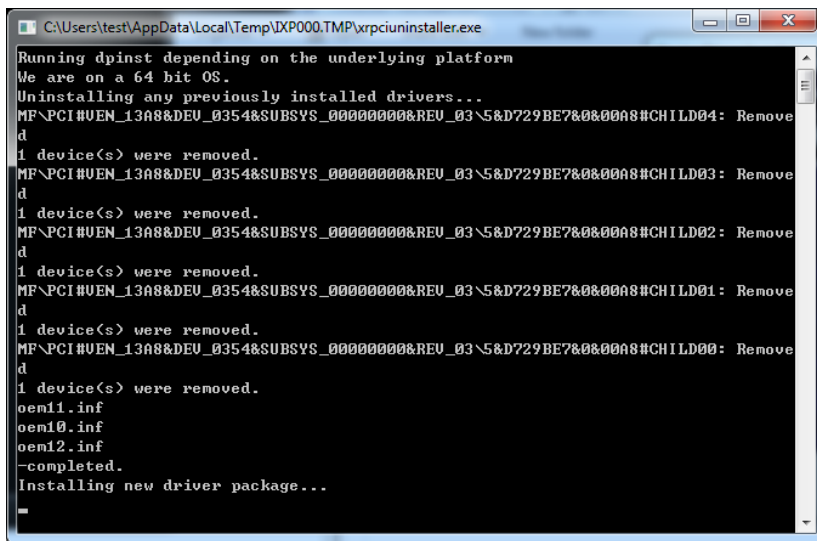 C:\Users\test\AppData\Local\Temp\IXP000.TMP\xrpciuninstaller.exe
Running dpinst depending on the underlying platform
We are on a 64 bit OS.
Uninstalling any previously installed drivers...
MF\PCI#VEN_13A8&DEV_0354&SUBSYS_00000000&REV_03\5&D729BE7&0&00A8#CHILD04: Remove
d
1 device(s) were removed.
MF\PCI#VEN_13A8&DEV_0354&SUBSYS_00000000&REV_03\5&D729BE7&0&00A8#CHILD03: Remove
d
1 device(s) were removed.
MF\PCI#VEN_13A8&DEV_0354&SUBSYS_00000000&REV_03\5&D729BE7&0&00A8#CHILD02: Remove
d
1 device(s) were removed.
MF\PCI#VEN_13A8&DEV_0354&SUBSYS_00000000&REV_03\5&D729BE7&0&00A8#CHILD01: Remove
d
1 device(s) were removed.
MF\PCI#VEN_13A8&DEV_0354&SUBSYS_00000000&REV_03\5&D729BE7&0&00A8#CHILD00: Remove
d
1 device(s) were removed.
oem11.inf
oem10.inf
oem12.inf
-completed.
Installing new driver package...